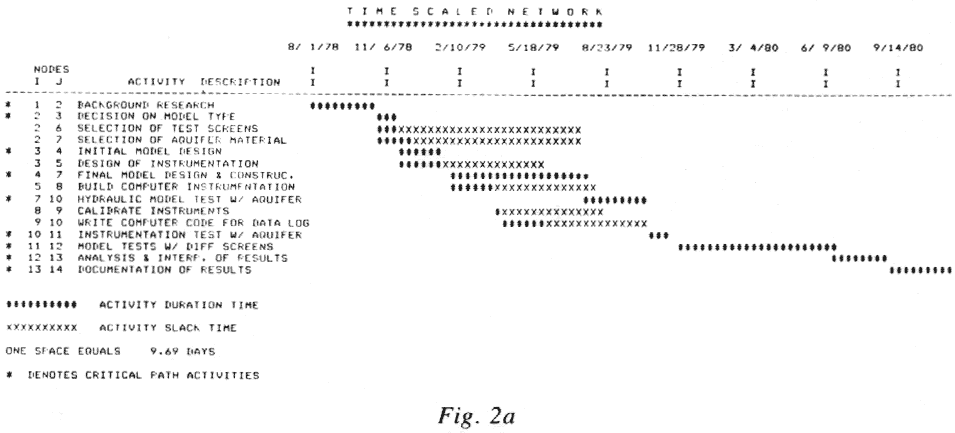 TIME SCALED NETWORK
********************************
8/ 1/78 11/ 6/78 2/10/79 5/18/79 8/23/79 11/28/79 3/ 4/80 6/ 9/80 9/14/80
NODES I I I I I I I I I
I J ACTIVITY DESCRIPTION I I I I I I I I I
* 1 2 BACKGROUND RESEARCH
* 2 3 DECISION ON MODEL TYPE
2 6 SELECTION OF TEST SCREENS
2 7 SELECTION OF AQUIFER MATERIAL
* 3 4 INITIAL MODEL DESIGN
3 5 DESIGN OF INSTRUMENTATION
* 4 7 FINAL MODEL DESIGN & CONSTRUC.
5 8 BUILD COMPUTER INSTRUMENTATION
* 7 10 HYDRAULIC MODEL TEST W/ AQUIFER
8 9 CALIBRATE INSTRUMENTS
9 10 WRITE COMPUTER CODE FOR DATA LOG
* 10 11 INSTRUMENTATION TEST W/ AQUIFER
* 11 12 MODEL TESTS W/ DIFF SCREENS
* 12 13 ANALYSIS & INTERP. OF RESULTS
* 13 14 DOCUMENTATION OF RESULTS
********** ACTIVITY DURATION TIME
XXXXXXXXXX ACTIVITY SLACK TIME
ONE SPACE EQUALS 9.69 DAYS
* DENOTES CRITICAL PATH ACTIVITIES
Fig. 2a